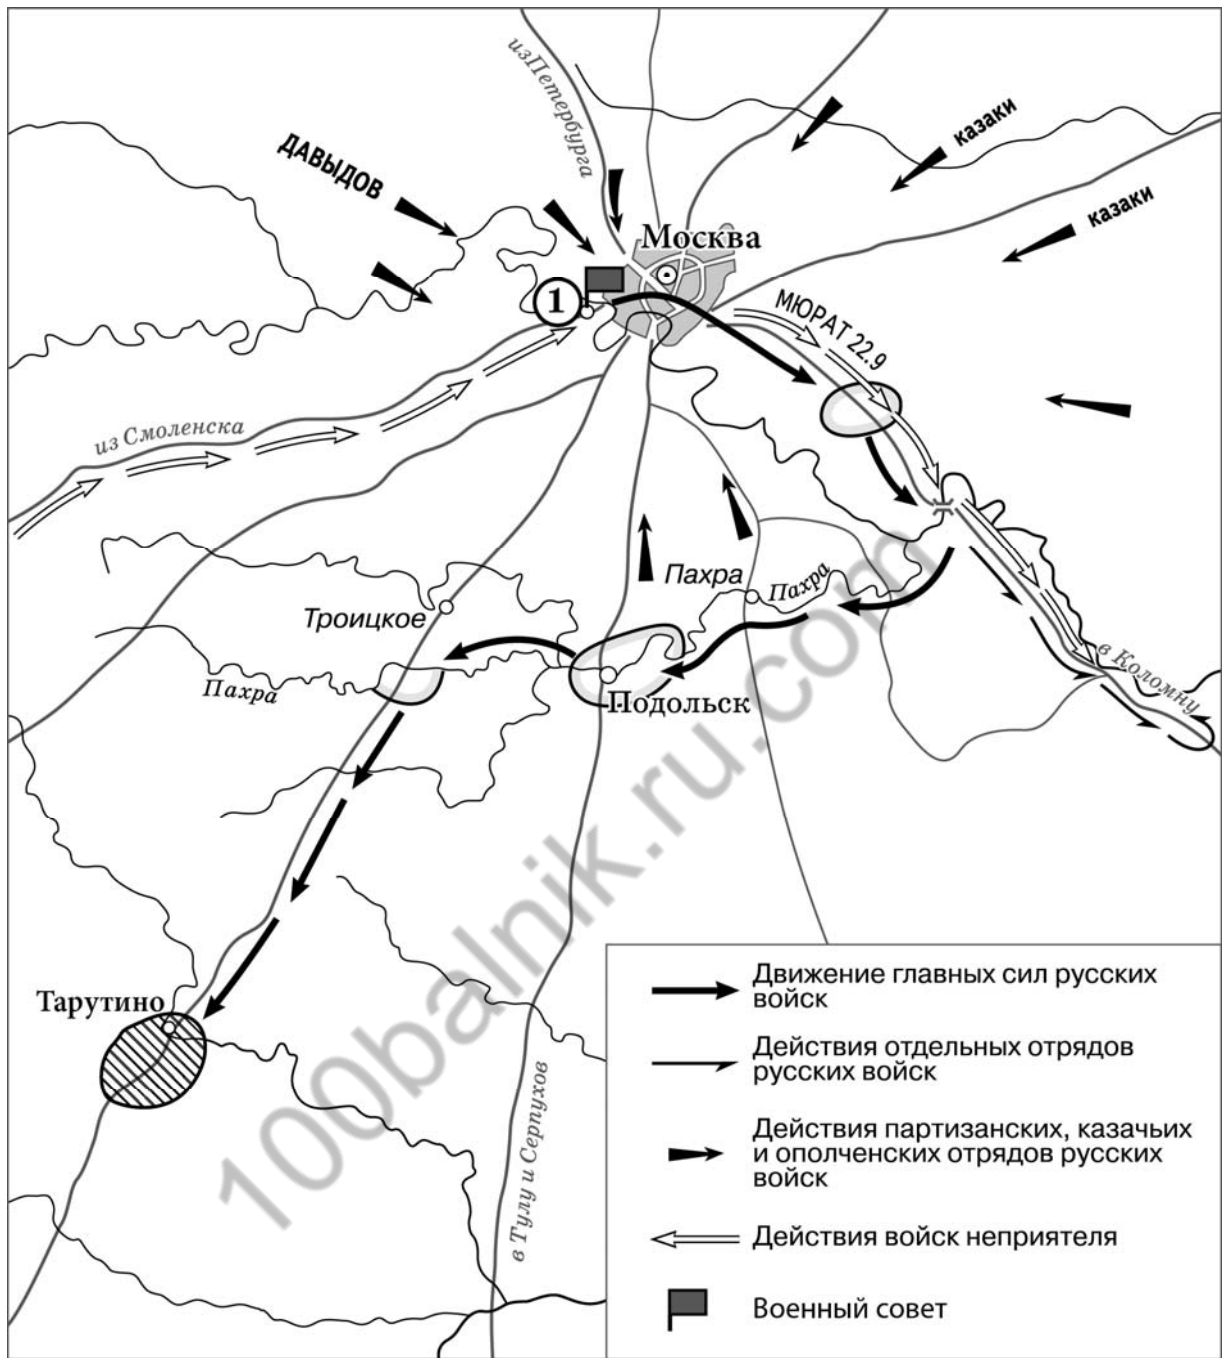 из Петербурга
казаки
ДАВЫДОВ
казаки
Москва
1
МЮРАТ 22.9
из Смоленска
Пахра
Пахра
Троицкое
в Коломну
Пахра
Подольск
Тарутино
в Тулу и Серпухов
100balnik.ru.com
Движение главных сил русских
войск
Действия отдельных отрядов
русских войск
Действия партизанских, казачьих
и ополченских отрядов русских
войск
Действия войск неприятеля
Военный совет